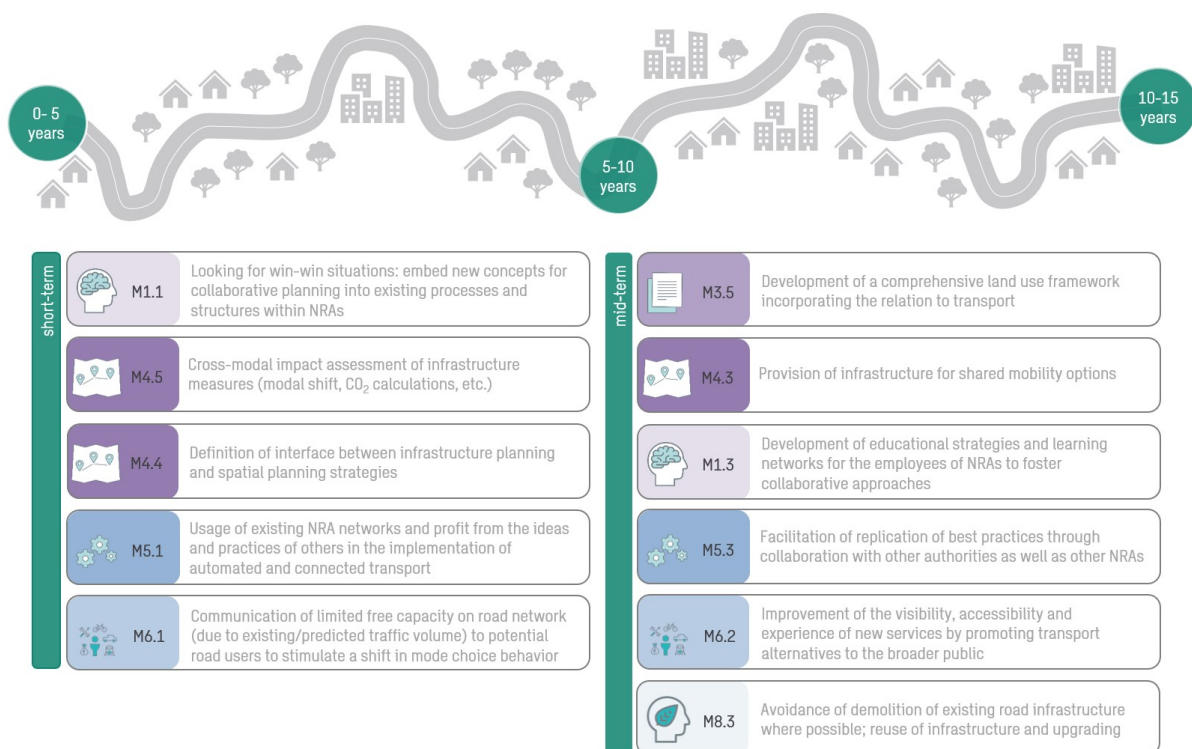 0- 5
years
5-10
years
10-15
years
short-term
M1.1
Looking for win-win situations: embed new concepts for
collaborative planning into existing processes and
structures within NRAs
M4.5
Cross-modal impact assessment of infrastructure
measures (modal shift, CO₂ calculations, etc.)
M4.4
Definition of interface between infrastructure planning
and spatial planning strategies
M5.1
Usage of existing NRA networks and profit from the ideas
and practices of others in the implementation of
automated and connected transport
M6.1
Communication of limited free capacity on road network
(due to existing/predicted traffic volume) to potential
road users to stimulate a shift in mode choice behavior
mid-term
M3.5
Development of a comprehensive land use framework
incorporating the relation to transport
M4.3
Provision of infrastructure for shared mobility options
M1.3
Development of educational strategies and learning
networks for the employees of NRAs to foster
collaborative approaches
M5.3
Facilitation of replication of best practices through
collaboration with other authorities as well as other NRAs
M6.2
Improvement of the visibility, accessibility and
experience of new services by promoting transport
alternatives to the broader public
M8.3
Avoidance of demolition of existing road infrastructure
where possible; reuse of infrastructure and upgrading